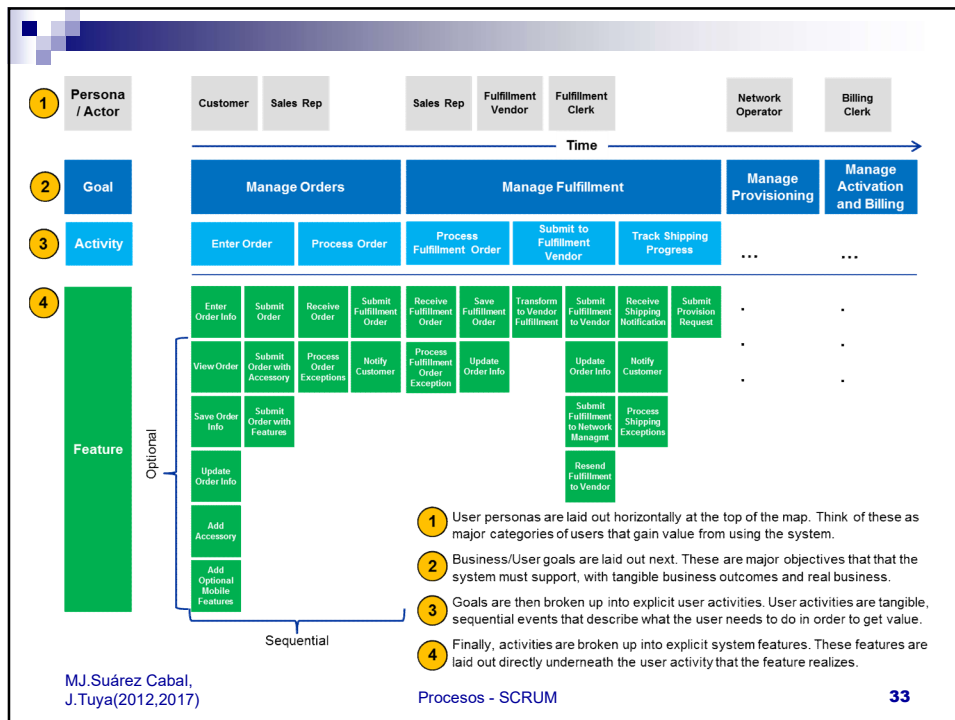 1
Persona
/ Actor
Customer
Sales Rep
Sales Rep
Fulfillment
Vendor
Fulfillment
Clerk
Network
Operator
Billing
Clerk
Time
2
Goal
Manage Orders
Manage Fulfillment
Manage
Provisioning
Manage
Activation
and Billing
3
Activity
Enter Order
Process Order
Process
Fulfillment Order
Submit to
Fulfillment
Vendor
Track Shipping
Progress
...
...
4
Feature
Optional
Enter
Order Info
Submit
Order
Receive
Order
Submit
Fulfillment
Order
Receive
Fulfillment
Order
Save
Fulfillment
Order
Transform
to Vendor
Fulfillment
Submit
Fulfillment
to Vendor
Receive
Shipping
Notification
Submit
Provision
Request
.
.
View Order
Submit
Order with
Accessory
Process
Order
Exceptions
Notify
Customer
Process
Fulfillment
Order
Exception
Update
Order Info
Update
Order Info
Notify
Customer
.
.
.
.
Save Order
Info
Submit
Order with
Features
Submit
Fulfillment
to Network
Managmt
Process
Shipping
Exceptions
Update
Order Info
Resend
Fulfillment
to Vendor
Add
Accessory
Add
Optional
Mobile
Features
Sequential
1
User personas are laid out horizontally at the top of the map. Think of these as
major categories of users that gain value from using the system.
2
Business/User goals are laid out next. These are major objectives that that the
system must support, with tangible business outcomes and real business.
3
Goals are then broken up into explicit user activities. User activities are tangible,
sequential events that describe what the user needs to do in order to get value.
4
Finally, activities are broken up into explicit system features. These features are
laid out directly underneath the user activity that the feature realizes.
MJ.Suárez Cabal,
J.Tuya(2012,2017)
Procesos - SCRUM
33